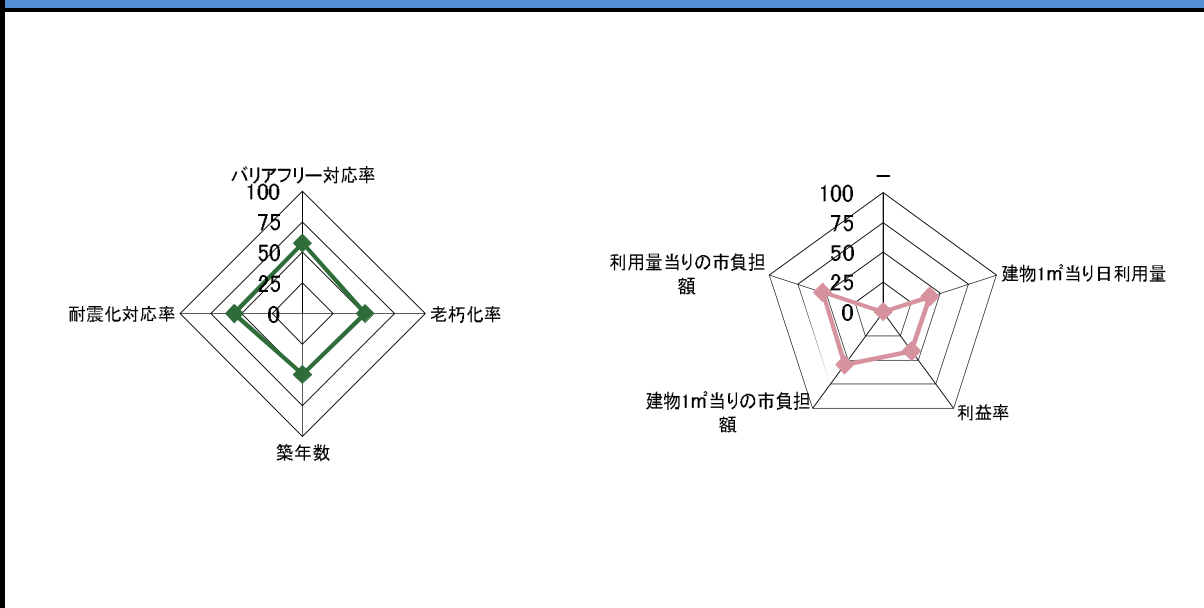 バリアフリー対応率
100
75
50
25
0
耐震化対応率
老朽化率
築年数
－
100
75
50
25
0
利用量当りの市負担
額
建物1㎡当り日利用量
建物1㎡当りの市負担
額
利益率